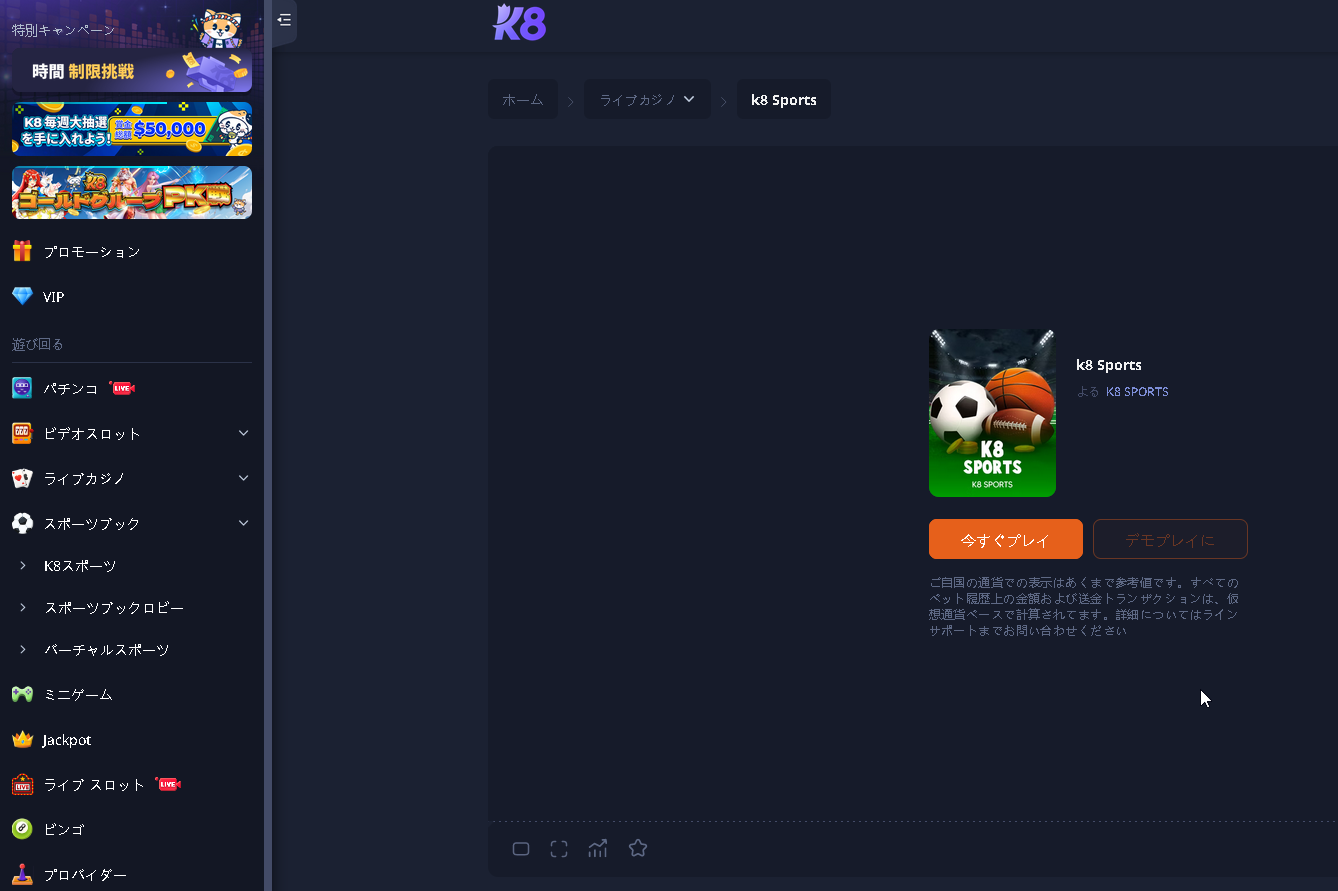 特別キャンペーン
時間 制限挑戦
K8 毎週大抽選
を手に入れよう!
賞金
総額
$50,000
K8
ゴールドグループPK戦
プロモーション
VIP
遊び回る
パチンコ
LIVE
ビデオスロット
ライブカジノ
スポーツブック
K8スポーツ
スポーツブックロビー
バーチャルスポーツ
ミニゲーム
Jackpot
ライブ スロット
LIVE
ビンゴ
プロバイダー
K8
ホーム
ライブカジノ
k8 Sports
K8
SPORTS
K8 SPORTS
k8 Sports
よる K8 SPORTS
今すぐプレイ
デモプレイに
ご自国の通貨での表示はあくまで参考値です。すべての
ベット履歴上の金額および送金トランザクションは、仮
想通貨ベースで計算されてます。詳細についてはライン
サポートまでお問い合わせください